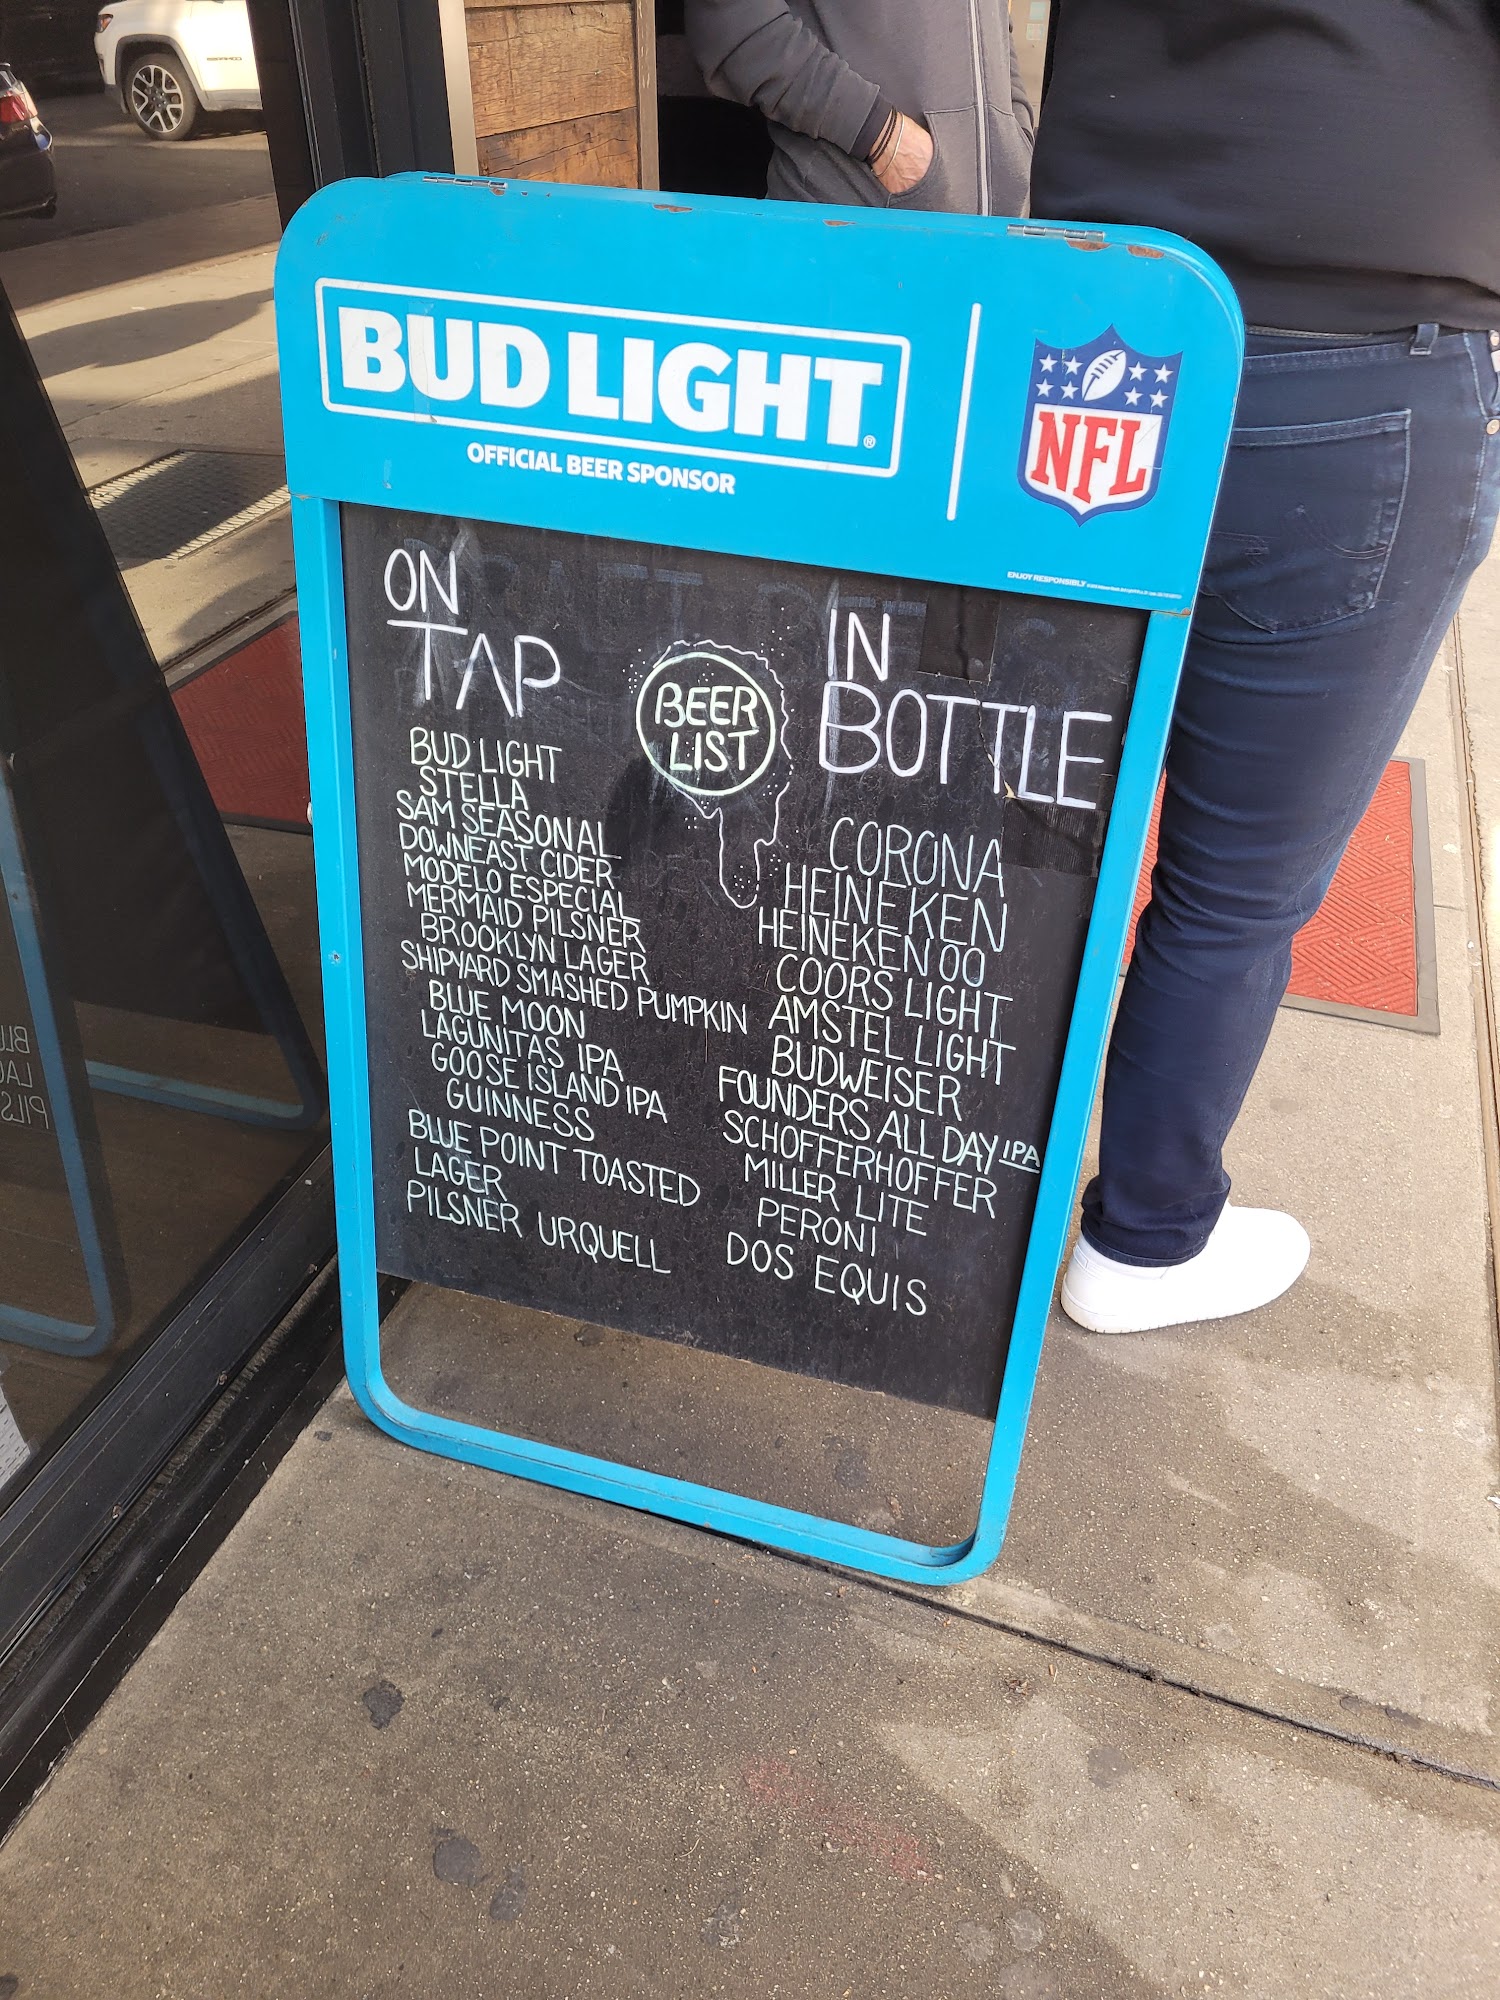 BUD LIGHT
OFFICIAL BEER SPONSOR
NFL
ENJOY RESPONSIBLY
ON
TAP
BUD LIGHT
STELLA
SAM SEASONAL
DOWNEAST CIDER
MODELO ESPECIAL
MERMAID PILSNER
BROOKLYN LAGER
SHIPYARD SMASHED PUMPKIN
BLUE MOON
LAGUNITAS IPA
GOOSE ISLAND IPA
GUINNESS
BLUE POINT TOASTED
LAGER
PILSNER URQUELL
BEER
LIST
IN
BOTTLE
CORONA
HEINEKEN
HEINEKEN 00
COORS LIGHT
AMSTEL LIGHT
BUDWEISER
FOUNDERS ALL DAY IPA
SCHOFFERHOFFER
MILLER LITE
PERONI
DOS EQUIS